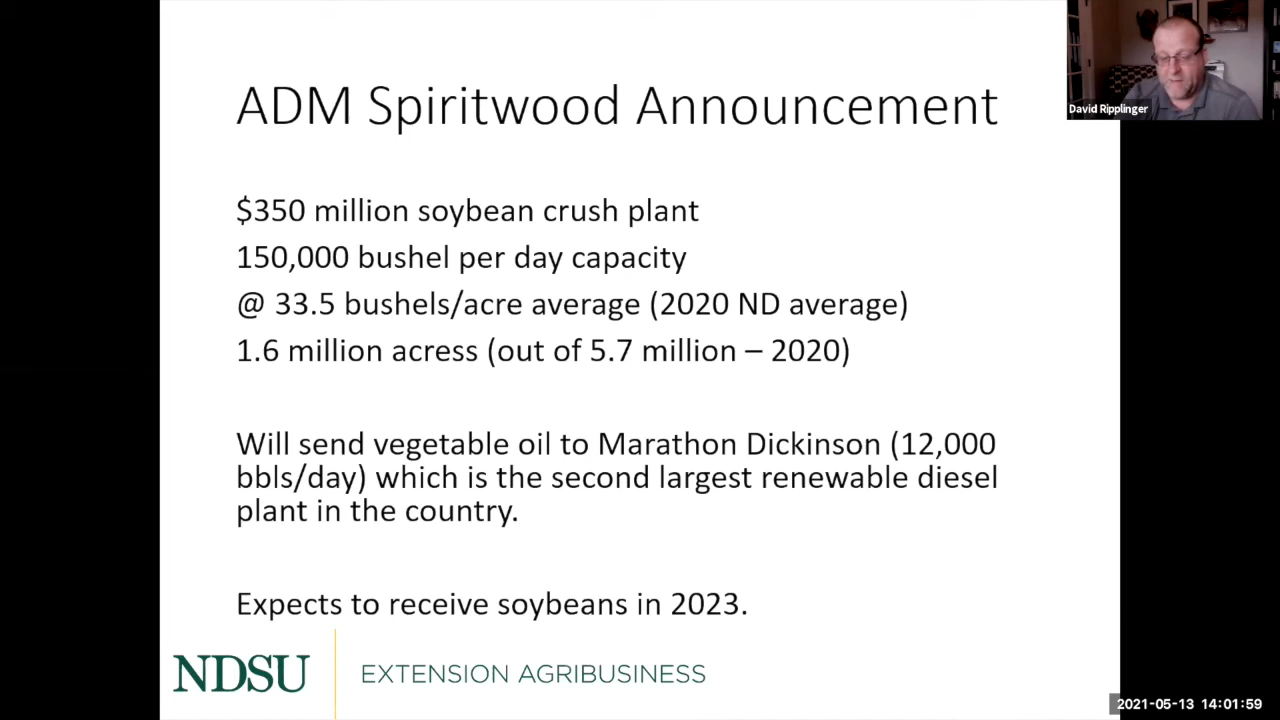 ADM Spiritwood Announcement
David Ripplinger
$350 million soybean crush plant
150,000 bushel per day capacity
@ 33.5 bushels/acre average (2020 ND average)
1.6 million acress (out of 5.7 million – 2020)
Will send vegetable oil to Marathon Dickinson (12,000
bbls/day) which is the second largest renewable diesel
plant in the country.
Expects to receive soybeans in 2023.
NDSU
EXTENSION AGRIBUSINESS
2021-05-13 14:01:59